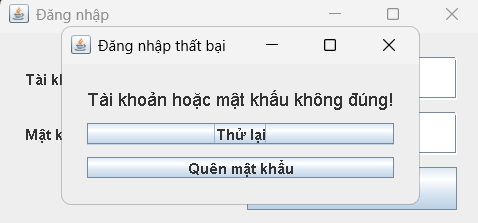 Đăng nhập
Đăng nhập thất bại
Tài
Tài khoản hoặc mật khẩu không đúng!
Thử lại
Mật
Quên mật khẩu